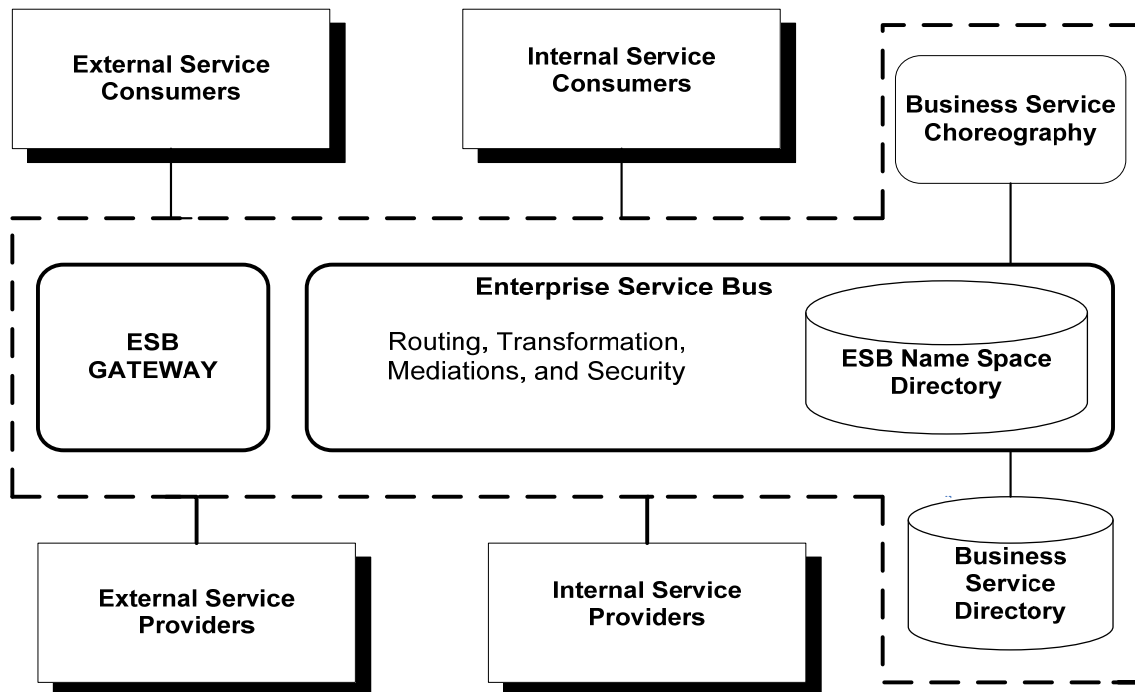 External Service
Consumers
Internal Service
Consumers
Business Service
Choreography
ESB
GATEWAY
Enterprise Service Bus
Routing, Transformation,
Mediations, and Security
ESB Name Space
Directory
External Service
Providers
Internal Service
Providers
Business
Service
Directory